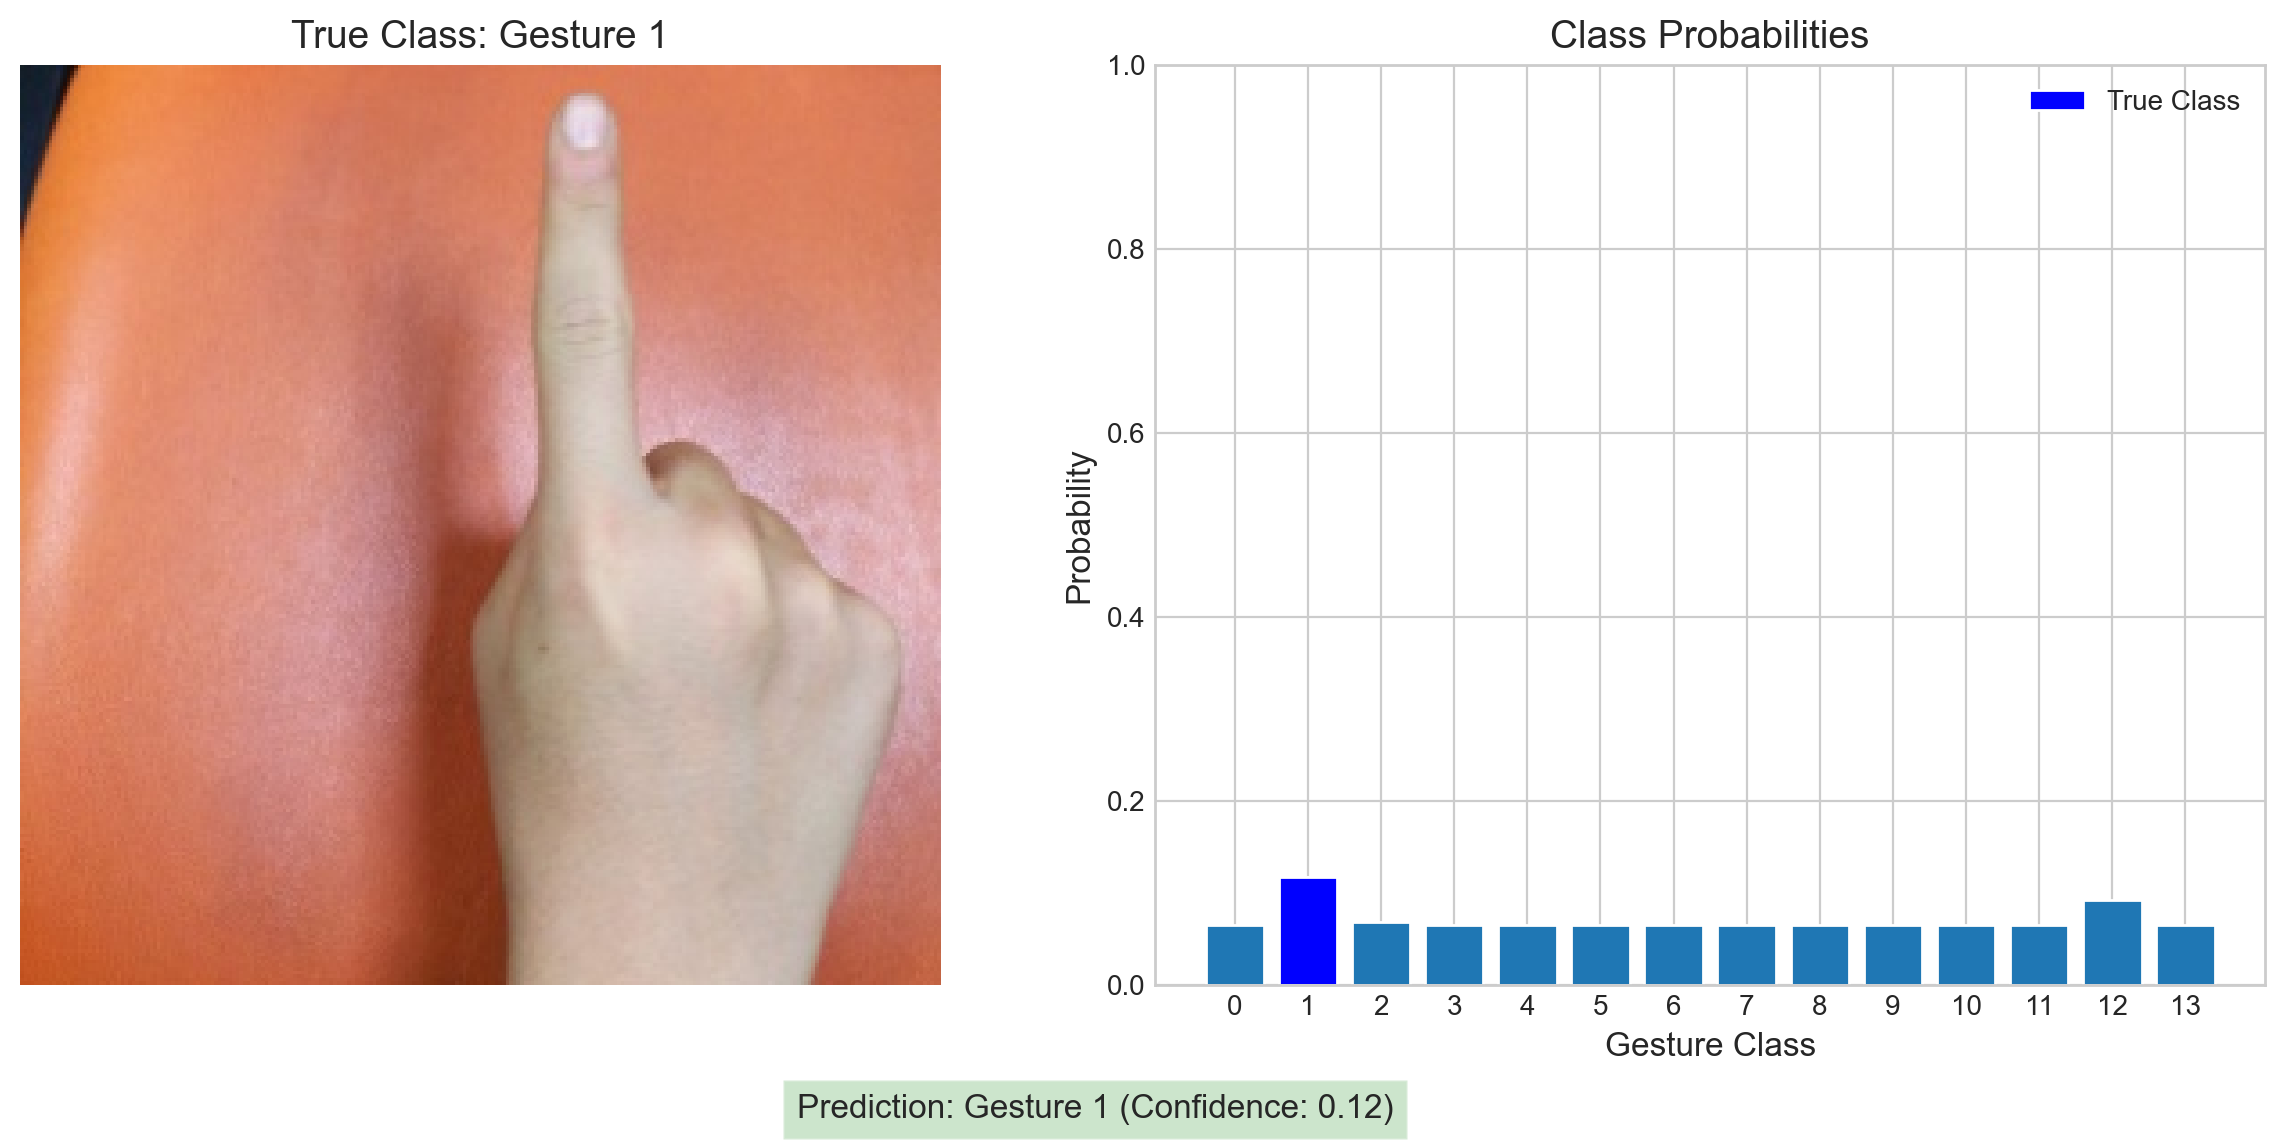 True Class: Gesture 1
Class Probabilities
True Class
Probability
1.0
0.8
0.6
0.4
0.2
0.0
0 1 2 3 4 5 6 7 8 9 10 11 12 13
Gesture Class
Prediction: Gesture 1 (Confidence: 0.12)